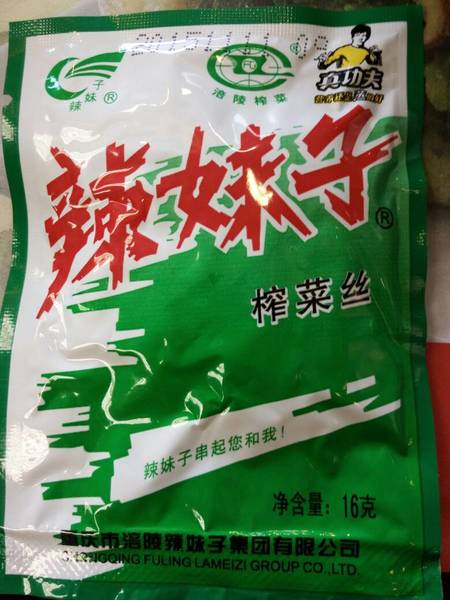 辣妹子®
涪陵榨菜
真功夫
辣妹子®
榨菜丝
辣妹子串起您和我!
净含量: 16克
重庆市涪陵辣妹子集团有限公司
CHONGQING FULING LAMEIZI GROUP CO.,LTD.